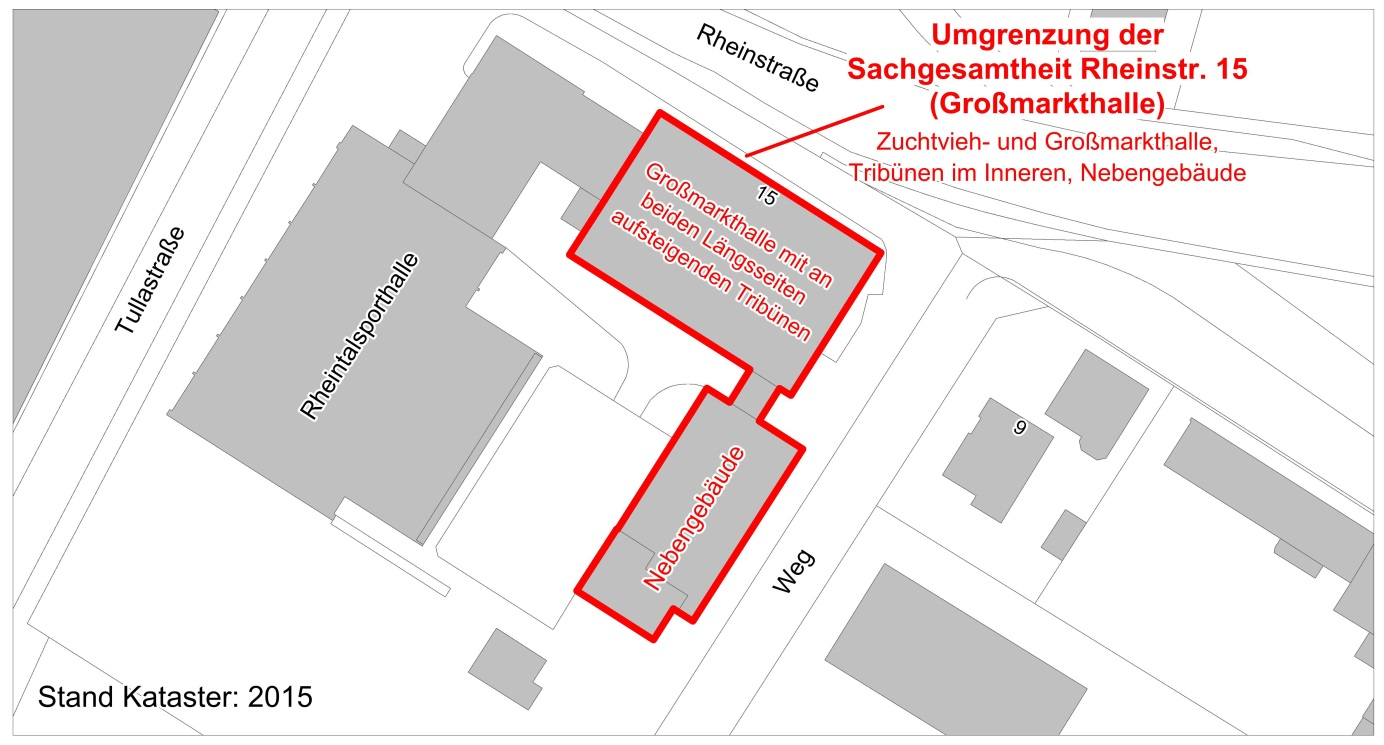 Rheinstraße
Umgrenzung der
Sachgesamtheit Rheinstr. 15
(Großmarkthalle)
Zuchtvieh- und Großmarkthalle,
Tribünen im Inneren, Nebengebäude
15
Großmarkthalle mit an
beiden Längsseiten
aufsteigenden Tribünen
Tullastraße
Rheintalsporthalle
9
Nebengebäude
Weg
Stand Kataster: 2015